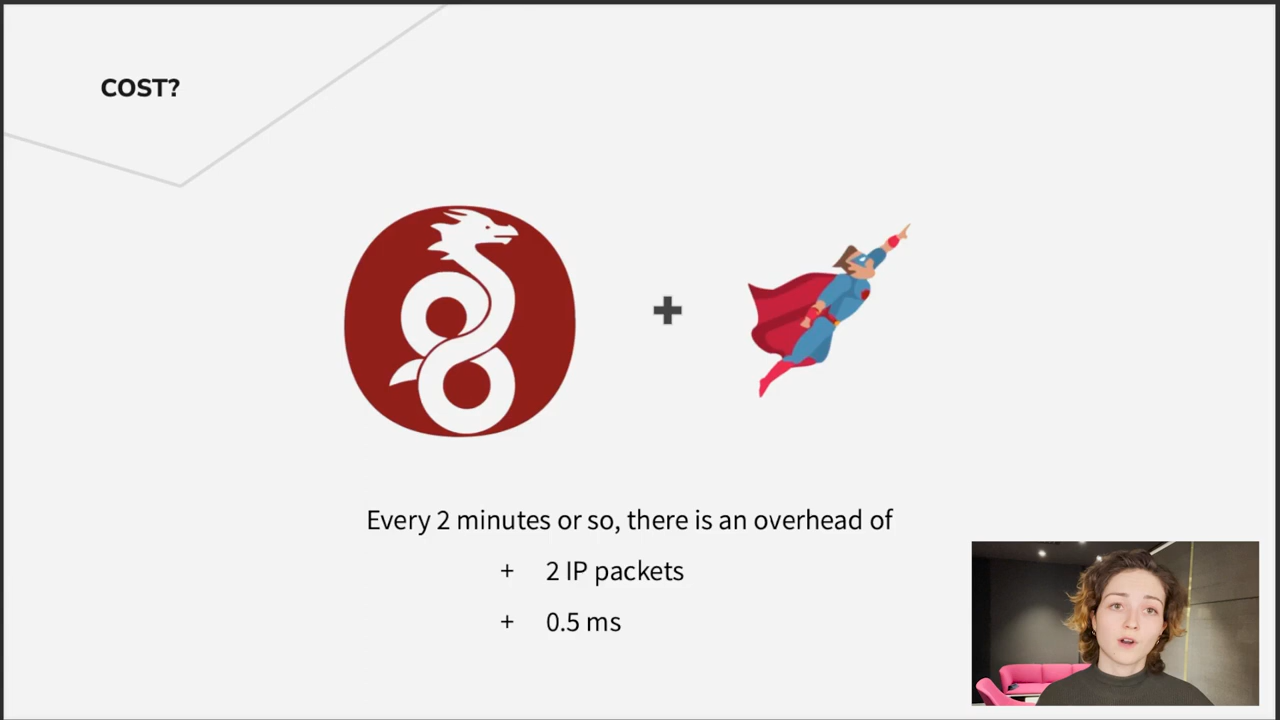 COST?
Every 2 minutes or so, there is an overhead of
+ 2 IP packets
+ 0.5 ms